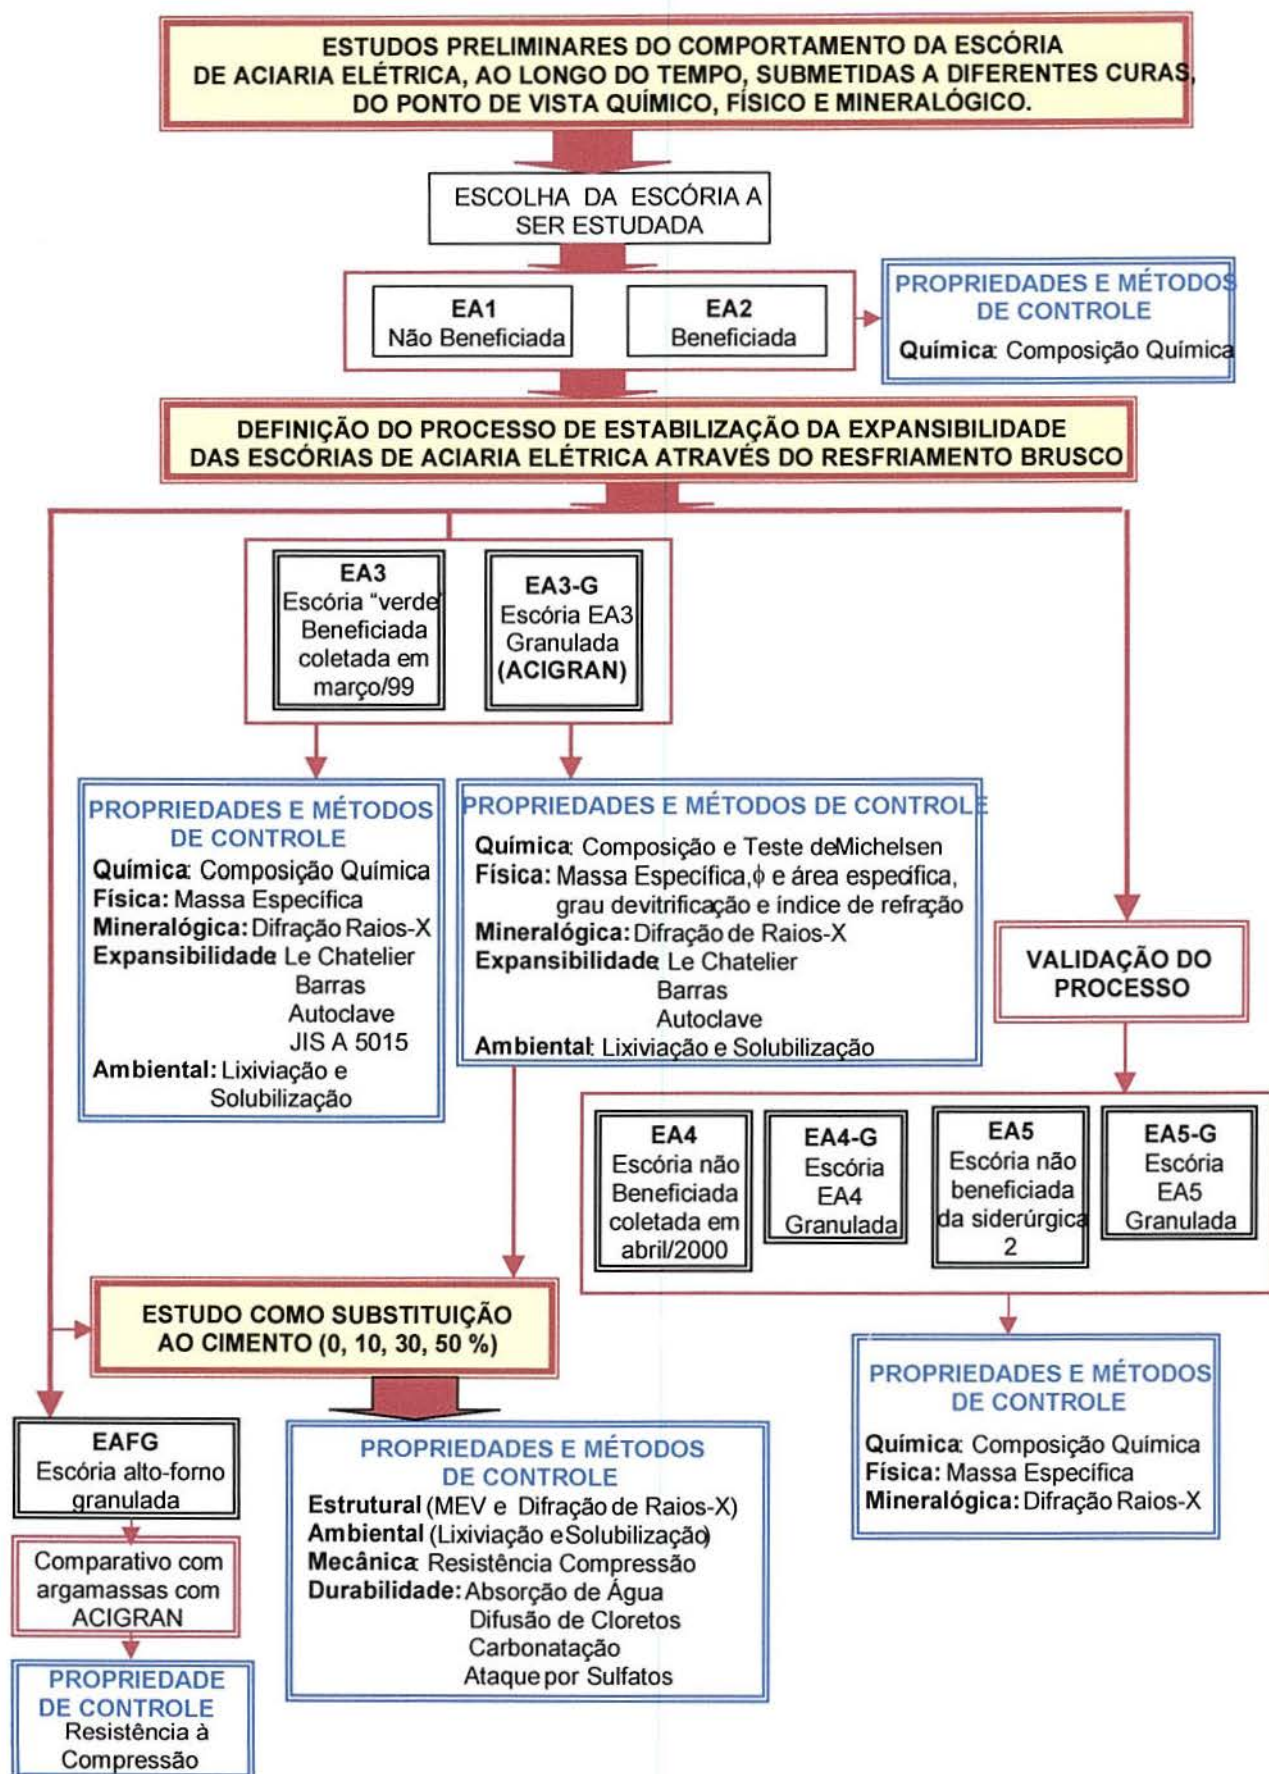 ESTUDOS PRELIMINARES DO COMPORTAMENTO DA ESCÓRIA
DE ACIARIA ELÉTRICA, AO LONGO DO TEMPO, SUBMETIDAS A DIFERENTES CURAS,
DO PONTO DE VISTA QUÍMICO, FÍSICO E MINERALÓGICO.
ESCOLHA DA ESCÓRIA A
SER ESTUDADA
EA1
Não Beneficiada
EA2
Beneficiada
PROPRIEDADES E MÉTODOS
DE CONTROLE
Química: Composição Química
DEFINIÇÃO DO PROCESSO DE ESTABILIZAÇÃO DA EXPANSIBILIDADE
DAS ESCÓRIAS DE ACIARIA ELÉTRICA ATRAVÉS DO RESFRIAMENTO BRUSCO
EA3
Escória "verde"
Beneficiada
coletada em
março/99
EA3-G
Escória EA3
Granulada
(ACIGRAN)
PROPRIEDADES E MÉTODOS
DE CONTROLE
Química: Composição Química
Física: Massa Específica
Mineralógica: Difração Raios-X
Expansibilidade: Le Chatelier
Barras
Autoclave
JIS A 5015
Ambiental: Lixiviação e
Solubilização
PROPRIEDADES E MÉTODOS DE CONTROLE
Química: Composição e Teste deMichelsen
Física: Massa Específica,ϕ e área específica,
grau devitrificação e índice de refração
Mineralógica: Difração de Raios-X
Expansibilidade: Le Chatelier
Barras
Autoclave
Ambiental: Lixiviação e Solubilização
VALIDAÇÃO DO
PROCESSO
EA4
Escória não
Beneficiada
coletada em
abril/2000
EA4-G
Escória
EA4
Granulada
EA5
Escória não
beneficiada
da siderúrgica
2
EA5-G
Escória
EA5
Granulada
ESTUDO COMO SUBSTITUIÇÃO
AO CIMENTO (0, 10, 30, 50 %)
PROPRIEDADES E MÉTODOS
DE CONTROLE
Química: Composição Química
Física: Massa Específica
Mineralógica: Difração Raios-X
EAFG
Escória alto-forno
granulada
Comparativo com
argamassas com
ACIGRAN
PROPRIEDADE
DE CONTROLE
Resistência à
Compressão
PROPRIEDADES E MÉTODOS
DE CONTROLE
Estrutural (MEV e Difração de Raios-X)
Ambiental (Lixiviação eSolubilização)
Mecânica: Resistência Compressão
Durabilidade: Absorção de Água
Difusão de Cloretos
Carbonatação
Ataque por Sulfatos